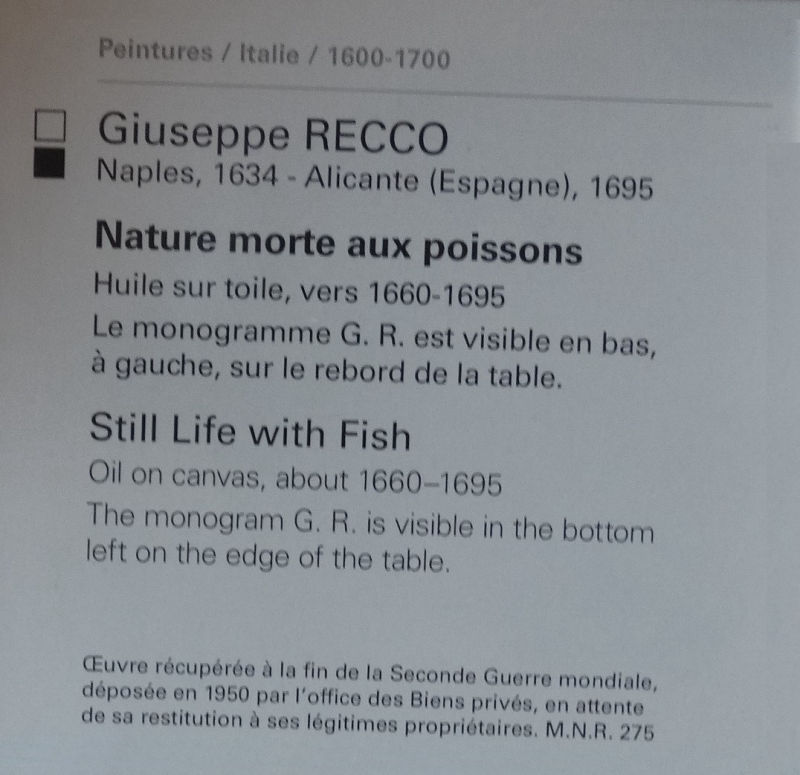 Peintures / Italie / 1600-1700
Giuseppe RECCO
Naples, 1634 - Alicante (Espagne), 1695
Nature morte aux poissons
Huile sur toile, vers 1660-1695
Le monogramme G. R. est visible en bas,
à gauche, sur le rebord de la table.
Still Life with Fish
Oil on canvas, about 1660–1695
The monogram G. R. is visible in the bottom
left on the edge of the table.
Œuvre récupérée à la fin de la Seconde Guerre mondiale,
déposée en 1950 par l'office des Biens privés, en attente
de sa restitution à ses légitimes propriétaires. M.N.R. 275